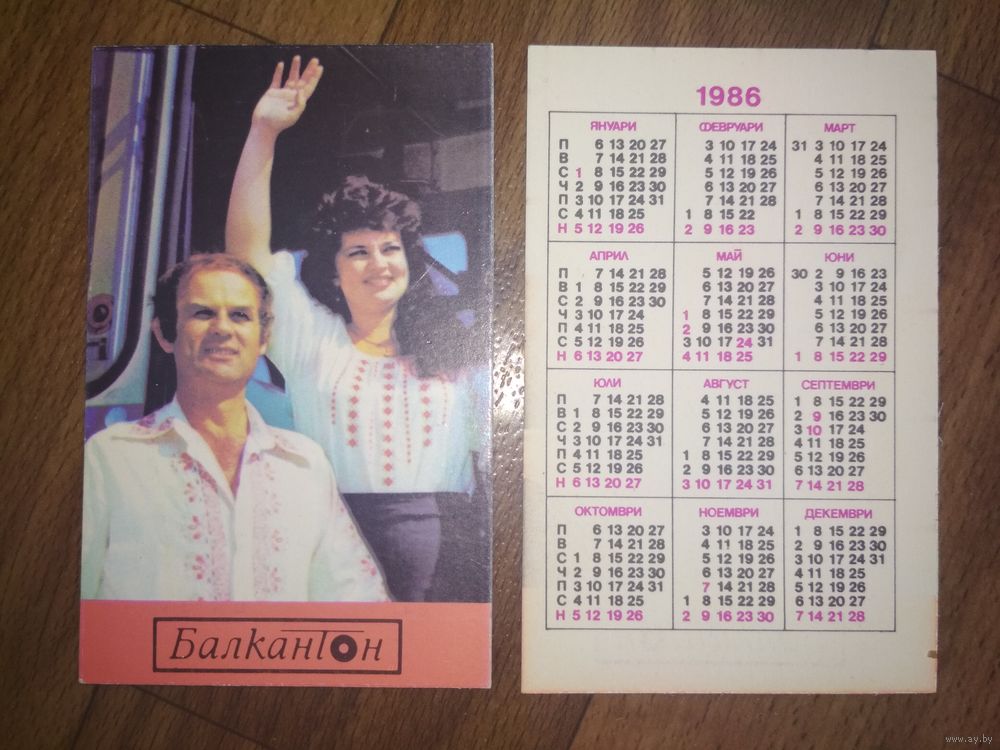 Балкантон
1986
ЯНУАРИ ФЕВРУАРИ МАРТ
П 6 13 20 27 3 10 17 24 31 3 10 17 24
В 7 14 21 28 4 11 18 25 4 11 18 25
С 1 8 15 22 29 5 12 19 26 5 12 19 26
Ч 2 9 16 23 30 6 13 20 27 6 13 20 27
П 3 10 17 24 31 7 14 21 28 7 14 21 28
С 4 11 18 25 1 8 15 22 1 8 15 22 29
Н 5 12 19 26 2 9 16 23 2 9 16 23 30
АПРИЛ МАЙ ЮНИ
П 7 14 21 28 5 12 19 26 30 2 9 16 23
В 1 8 15 22 29 6 13 20 27 3 10 17 24
С 2 9 16 23 30 7 14 21 28 4 11 18 25
Ч 3 10 17 24 1 8 15 22 29 5 12 19 26
П 4 11 18 25 2 9 16 23 30 6 13 20 27
С 5 12 19 26 3 10 17 24 31 7 14 21 28
Н 6 13 20 27 4 11 18 25 1 8 15 22 29
ЮЛИ АВГУСТ СЕПТЕМВРИ
П 7 14 21 28 4 11 18 25 1 8 15 22 29
В 1 8 15 22 29 5 12 19 26 2 9 16 23 30
С 2 9 16 23 30 6 13 20 27 3 10 17 24
Ч 3 10 17 24 31 7 14 21 28 4 11 18 25
П 4 11 18 25 1 8 15 22 29 5 12 19 26
С 5 12 19 26 2 9 16 23 30 6 13 20 27
Н 6 13 20 27 3 10 17 24 31 7 14 21 28
ОКТОМВРИ НОЕМВРИ ДЕКЕМВРИ
П 6 13 20 27 3 10 17 24 1 8 15 22 29
В 7 14 21 28 4 11 18 25 2 9 16 23 30
С 1 8 15 22 29 5 12 19 26 3 10 17 24 31
Ч 2 9 16 23 30 6 13 20 27 4 11 18 25
П 3 10 17 24 31 7 14 21 28 5 12 19 26
С 4 11 18 25 1 8 15 22 29 6 13 20 27
Н 5 12 19 26 2 9 16 23 30 7 14 21 28
www.ay.by